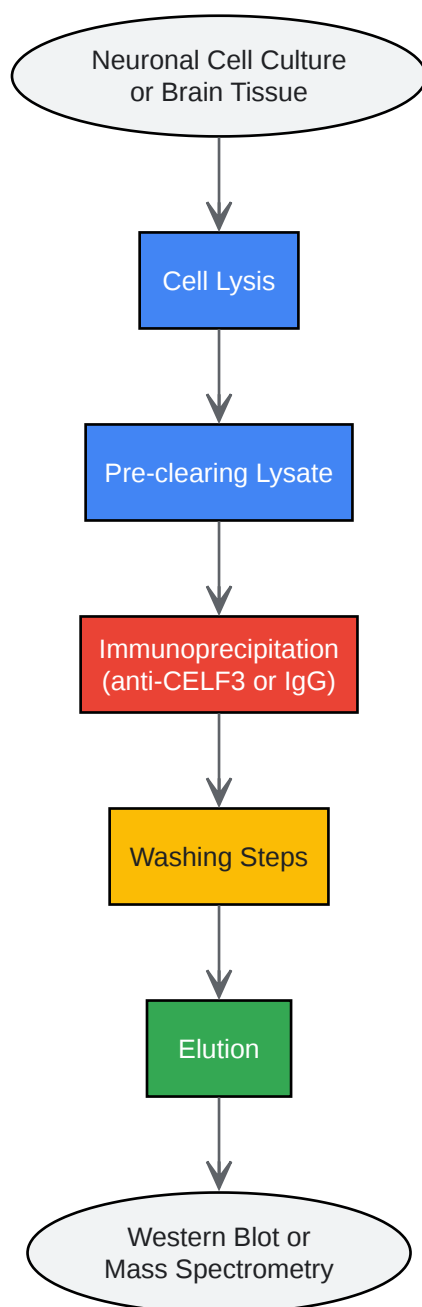 Neuronal Cell Culture
or Brain Tissue
Cell Lysis
Pre-clearing Lysate
Immunoprecipitation
(anti-CELF3 or IgG)
Washing Steps
Elution
Western Blot or
Mass Spectrometry